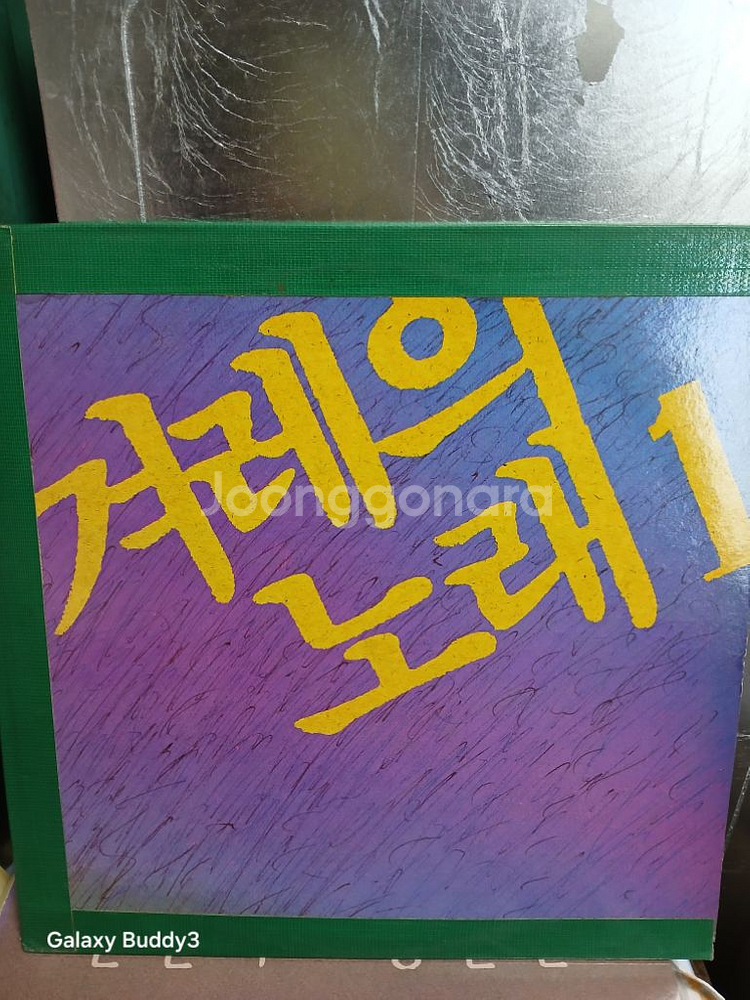 겨레의
노래 1
Joonggonara
Galaxy Buddy3